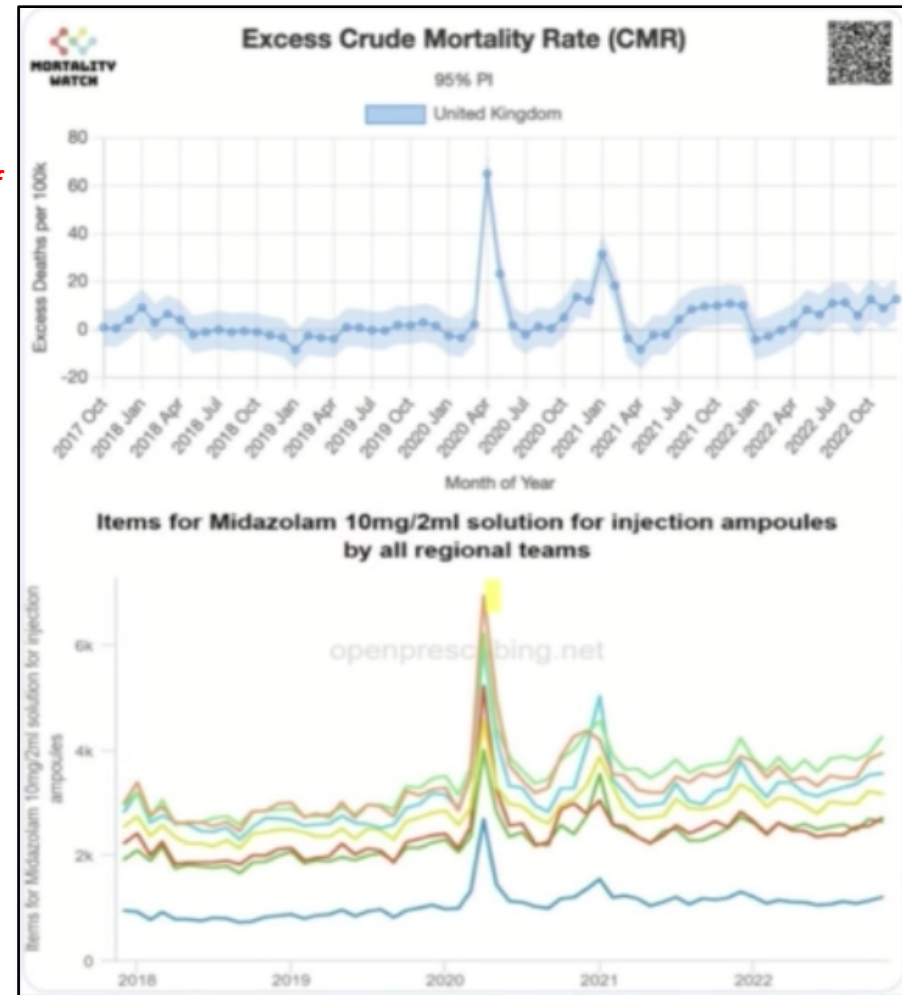 MORTALITY
WATCH
Excess Crude Mortality Rate (CMR)
95% PI
United Kingdom
Excess Deaths per 100k
80
60
40
20
0
-20
2017 Oct
2018 Jan
2018 Apr
2018 Jul
2018 Oct
2019 Jan
2019 Apr
2019 Jul
2019 Oct
2020 Jan
2020 Apr
2020 Jul
2020 Oct
2021 Jan
2021 Apr
2021 Jul
2021 Oct
2022 Jan
2022 Apr
2022 Jul
2022 Oct
Month of Year
Items for Midazolam 10mg/2ml solution for injection ampoules
by all regional teams
Items for Midazolam 10mg/2ml solution for injection
ampoules
openprescribing.net
6k
4k
2k
0
2018
2019
2020
2021
2022